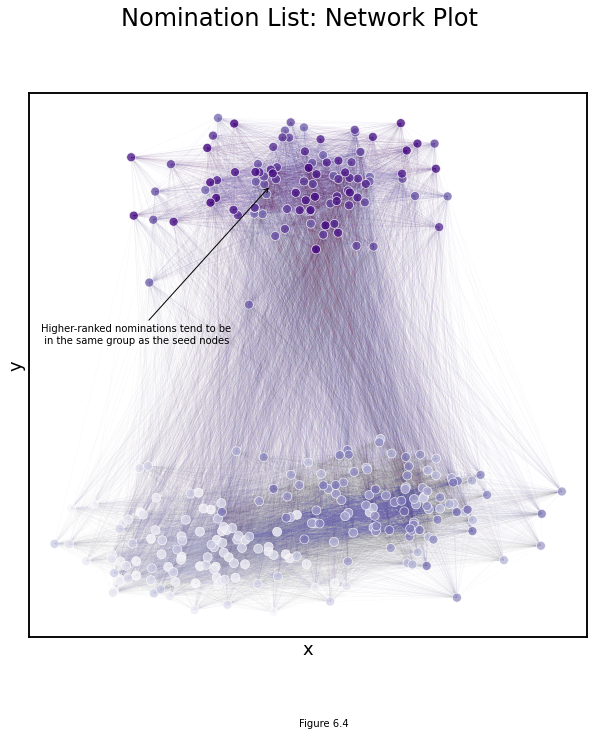 Nomination List: Network Plot
Higher-ranked nominations tend to be
in the same group as the seed nodes
y
x
Figure 6.4